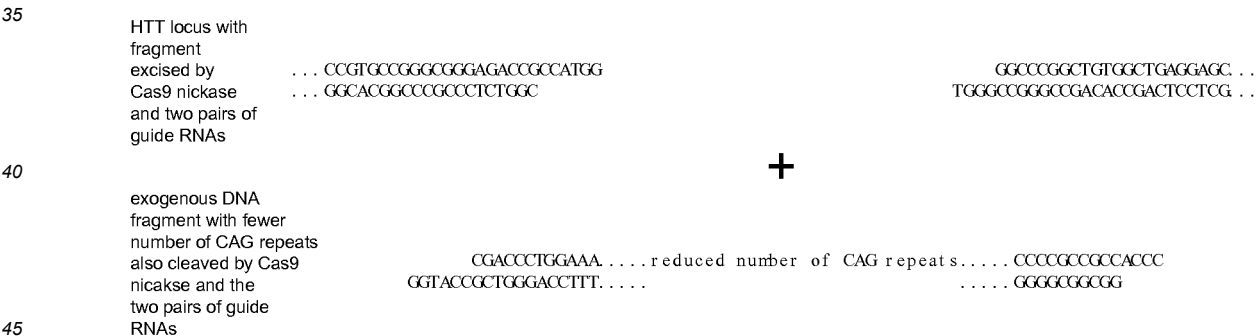 35
HTT locus with
fragment
excised by ... CCGTGCCGGGCGGGAGACCGCCATGG GGCCCGGCTGTGGCTGAGGAGC...
Cas9 nickase ... GGCACGGCCCGCCCTCTGGC TGGGCCGGGCCGACACCGACTCCTCG...
and two pairs of
guide RNAs
+
40
exogenous DNA
fragment with fewer
number of CAG repeats
also cleaved by Cas9 CGACCCTGGAAA.....reduced number of CAG repeats.....CCCCGCCGCCACCC
nicakse and the GGTACCGCTGGGACCTTT..... .....GGGGCGGCGG
two pairs of guide
45 RNAs